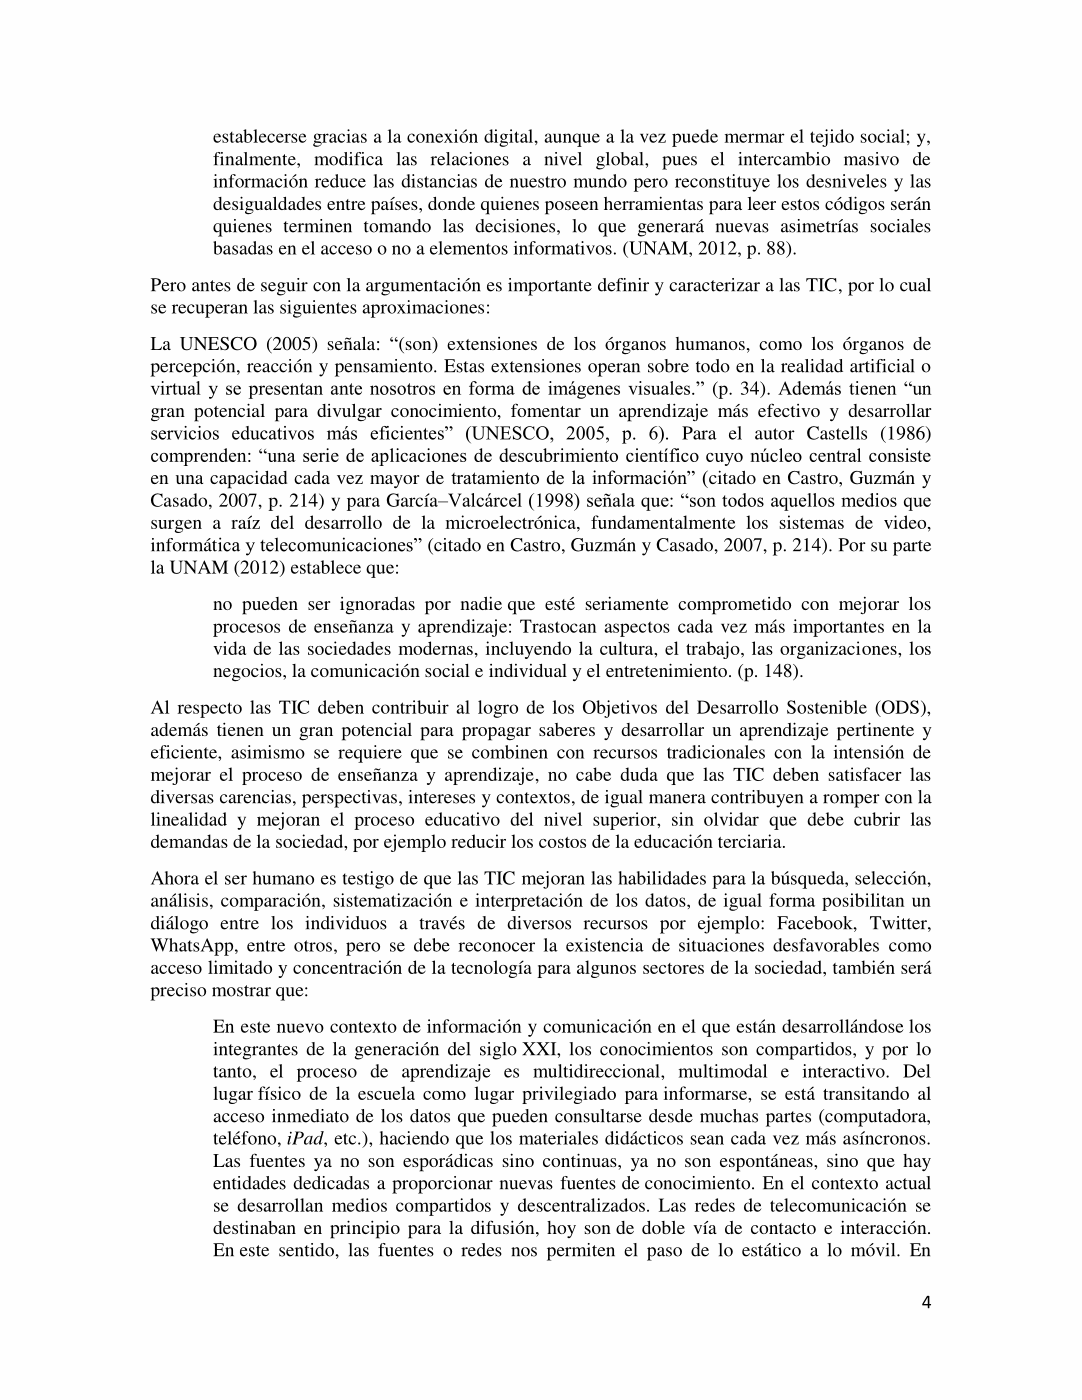 establecerse gracias a la conexión digital, aunque a la vez puede mermar el tejido social; y,
finalmente, modifica las relaciones a nivel global, pues el intercambio masivo de
información reduce las distancias de nuestro mundo pero reconstituye los desniveles y las
desigualdades entre países, donde quienes poseen herramientas para leer estos códigos serán
quienes terminen tomando las decisiones, lo que generará nuevas asimetrías sociales
basadas en el acceso o no a elementos informativos. (UNAM, 2012, p. 88).
Pero antes de seguir con la argumentación es importante definir y caracterizar a las TIC, por lo cual
se recuperan las siguientes aproximaciones:
La UNESCO (2005) señala: “(son) extensiones de los órganos humanos, como los órganos de
percepción, reacción y pensamiento. Estas extensiones operan sobre todo en la realidad artificial o
virtual y se presentan ante nosotros en forma de imágenes visuales.” (p. 34). Además tienen “un
gran potencial para divulgar conocimiento, fomentar un aprendizaje más efectivo y desarrollar
servicios educativos más eficientes” (UNESCO, 2005, p. 6). Para el autor Castells (1986)
comprenden: “una serie de aplicaciones de descubrimiento científico cuyo núcleo central consiste
en una capacidad cada vez mayor de tratamiento de la información” (citado en Castro, Guzmán y
Casado, 2007, p. 214) y para García–Valcárcel (1998) señala que: “son todos aquellos medios que
surgen a raíz del desarrollo de la microelectrónica, fundamentalmente los sistemas de video,
informática y telecomunicaciones” (citado en Castro, Guzmán y Casado, 2007, p. 214). Por su parte
la UNAM (2012) establece que:
no pueden ser ignoradas por nadie que esté seriamente comprometido con mejorar los
procesos de enseñanza y aprendizaje: Trastocan aspectos cada vez más importantes en la
vida de las sociedades modernas, incluyendo la cultura, el trabajo, las organizaciones, los
negocios, la comunicación social e individual y el entretenimiento. (p. 148).
Al respecto las TIC deben contribuir al logro de los Objetivos del Desarrollo Sostenible (ODS),
además tienen un gran potencial para propagar saberes y desarrollar un aprendizaje pertinente y
eficiente, asimismo se requiere que se combinen con recursos tradicionales con la intensión de
mejorar el proceso de enseñanza y aprendizaje, no cabe duda que las TIC deben satisfacer las
diversas carencias, perspectivas, intereses y contextos, de igual manera contribuyen a romper con la
linealidad y mejoran el proceso educativo del nivel superior, sin olvidar que debe cubrir las
demandas de la sociedad, por ejemplo reducir los costos de la educación terciaria.
Ahora el ser humano es testigo de que las TIC mejoran las habilidades para la búsqueda, selección,
análisis, comparación, sistematización e interpretación de los datos, de igual forma posibilitan un
diálogo entre los individuos a través de diversos recursos por ejemplo: Facebook, Twitter,
WhatsApp, entre otros, pero se debe reconocer la existencia de situaciones desfavorables como
acceso limitado y concentración de la tecnología para algunos sectores de la sociedad, también será
preciso mostrar que:
En este nuevo contexto de información y comunicación en el que están desarrollándose los
integrantes de la generación del siglo XXI, los conocimientos son compartidos, y por lo
tanto, el proceso de aprendizaje es multidireccional, multimodal e interactivo. Del
lugar físico de la escuela como lugar privilegiado para informarse, se está transitando al
acceso inmediato de los datos que pueden consultarse desde muchas partes (computadora,
teléfono, iPad, etc.), haciendo que los materiales didácticos sean cada vez más asíncronos.
Las fuentes ya no son esporádicas sino continuas, ya no son espontáneas, sino que hay
entidades dedicadas a proporcionar nuevas fuentes de conocimiento. En el contexto actual
se desarrollan medios compartidos y descentralizados. Las redes de telecomunicación se
destinaban en principio para la difusión, hoy son de doble vía de contacto e interacción.
En este sentido, las fuentes o redes nos permiten el paso de lo estático a lo móvil. En
4